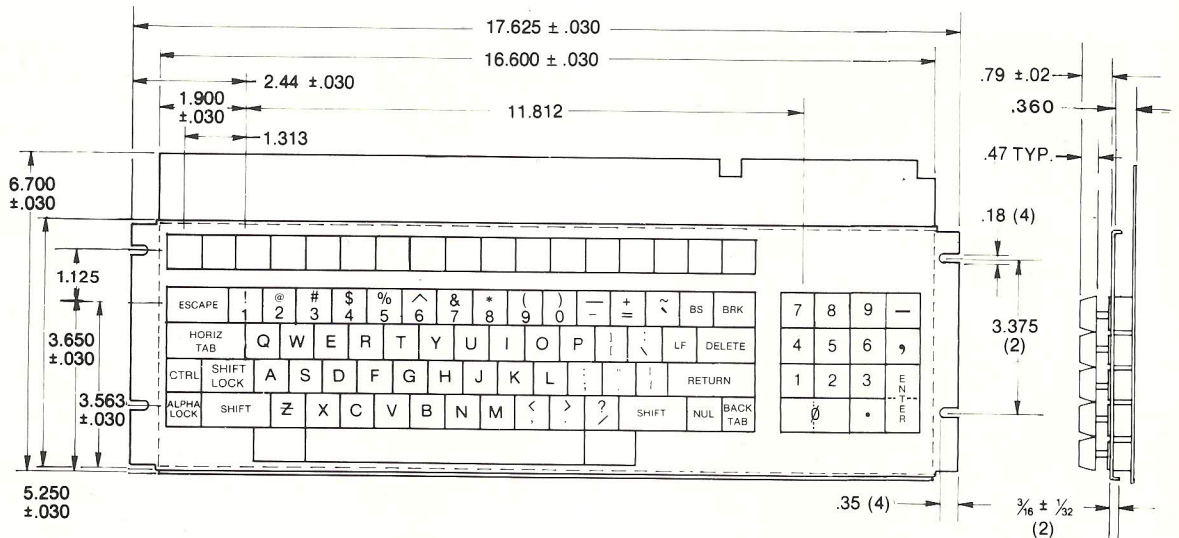 17.625 ± .030
16.600 ± .030
2.44 ±.030
1.900
±.030
11.812
1.313
.79 ±.02
.360
.47 TYP.
.18 (4)
6.700
±.030
1.125
3.650
±.030
3.563
±.030
5.250
±.030
3.375
(2)
.35 (4)
3⁄16 ± 1⁄32
(2)
ESCAPE ! 1 @ 2 # 3 $ 4 % 5 ^ 6 & 7 * 8 ( 9 ) 0 — - + = ~ ` BS BRK
HORIZ TAB Q W E R T Y U I O P LF DELETE
CTRL SHIFT LOCK A S D F G H J K L RETURN
ALPHA LOCK SHIFT Z X C V B N M < , > . ? / SHIFT NUL BACK TAB
7 8 9 —
4 5 6 ,
1 2 3 ENTER
Ø .